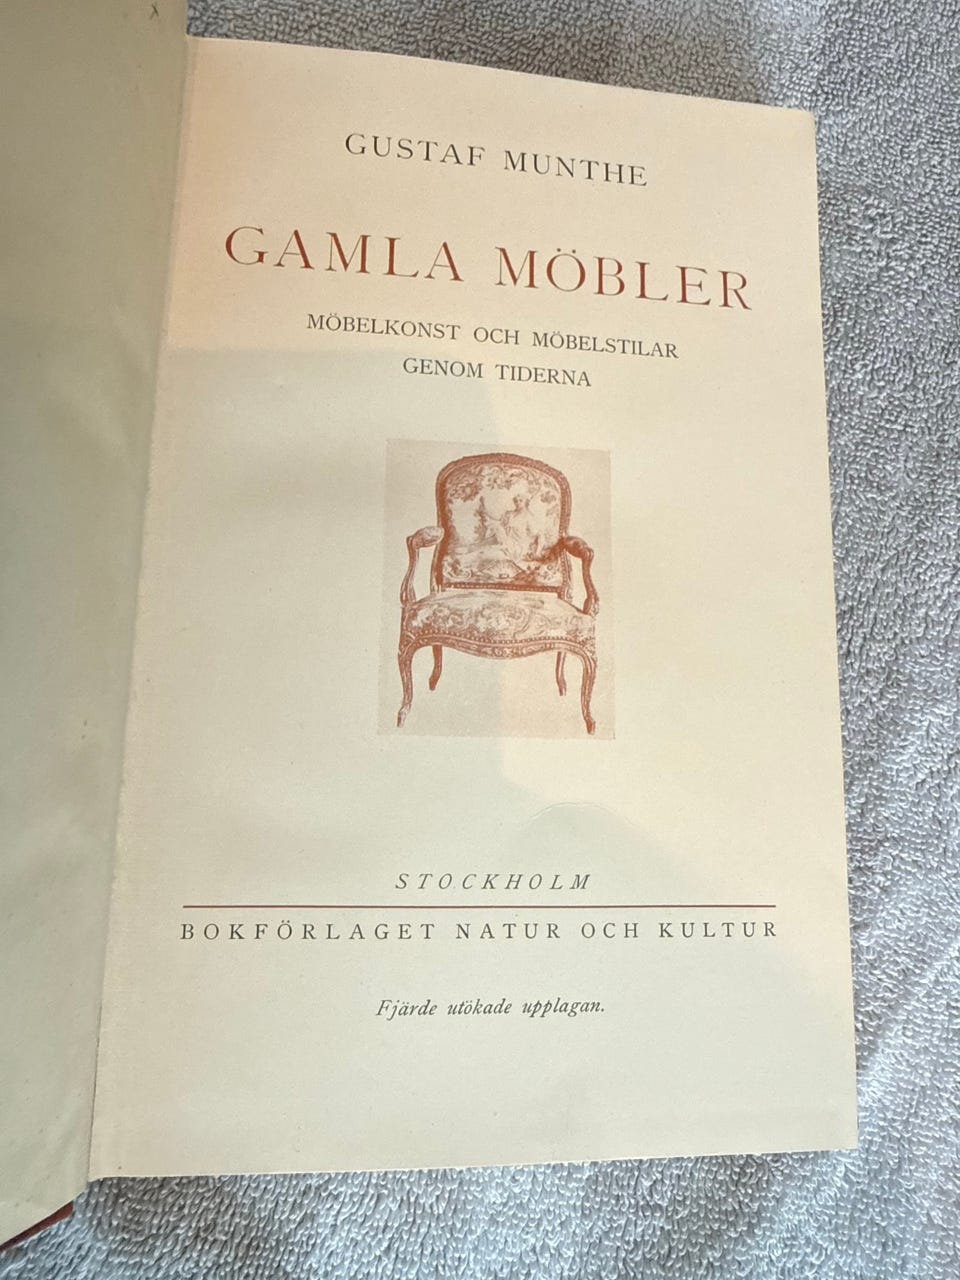 GUSTAF MUNTHE
GAMLA MÖBLER
MÖBELKONST OCH MÖBELSTILAR
GENOM TIDERNA
STOCKHOLM
BOKFÖRLAGET NATUR OCH KULTUR
Fjärde utökade upplagan.